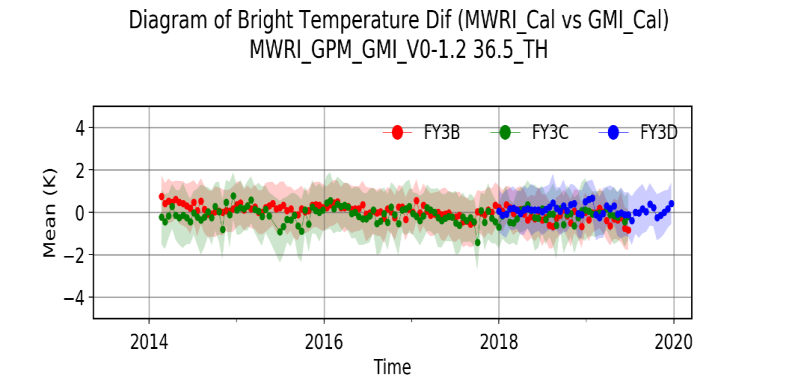 Diagram of Bright Temperature Dif (MWRI_Cal vs GMI_Cal)
MWRI_GPM_GMI_V0-1.2 36.5_TH
FY3B FY3C FY3D
4
2
0
−2
−4
Mean (K)
2014 2016 2018 2020
Time